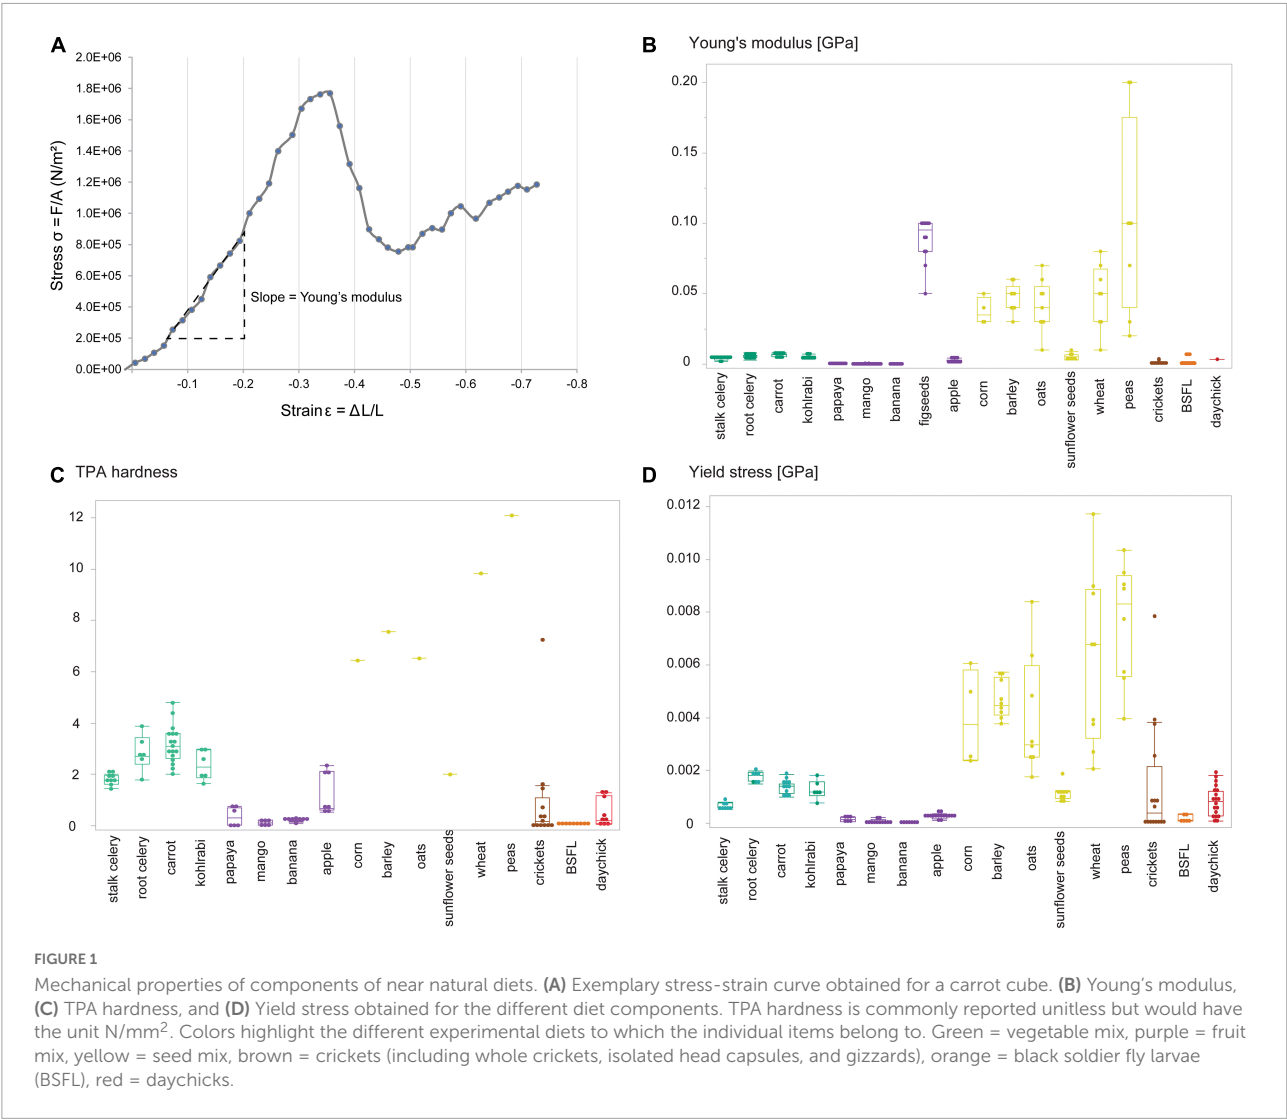 A
Stress σ = F/A (N/m²)
2.0E+06
1.8E+06
1.6E+06
1.4E+06
1.2E+06
1.0E+06
8.0E+05
6.0E+05
4.0E+05
2.0E+05
0.0E+00
Slope = Young's modulus
-0.1 -0.2 -0.3 -0.4 -0.5 -0.6 -0.7 -0.8
Strain ε = ΔL/L
B Young's modulus [GPa]
0.20
0.15
0.10
0.05
0
stalk celery
root celery
carrot
kohlrabi
papaya
mango
banana
figseeds
apple
corn
barley
oats
sunflower seeds
wheat
peas
crickets
BSFL
daychick
C TPA hardness
12
10
8
6
4
2
0
stalk celery
root celery
carrot
kohlrabi
papaya
mango
banana
apple
corn
barley
oats
sunflower seeds
wheat
peas
crickets
BSFL
daychick
D Yield stress [GPa]
0.012
0.010
0.008
0.006
0.004
0.002
0
stalk celery
root celery
carrot
kohlrabi
papaya
mango
banana
apple
corn
barley
oats
sunflower seeds
wheat
peas
crickets
BSFL
daychick
FIGURE 1
Mechanical properties of components of near natural diets. (A) Exemplary stress-strain curve obtained for a carrot cube. (B) Young's modulus,
(C) TPA hardness, and (D) Yield stress obtained for the different diet components. TPA hardness is commonly reported unitless but would have
the unit N/mm². Colors highlight the different experimental diets to which the individual items belong to. Green = vegetable mix, purple = fruit
mix, yellow = seed mix, brown = crickets (including whole crickets, isolated head capsules, and gizzards), orange = black soldier fly larvae
(BSFL), red = daychicks.